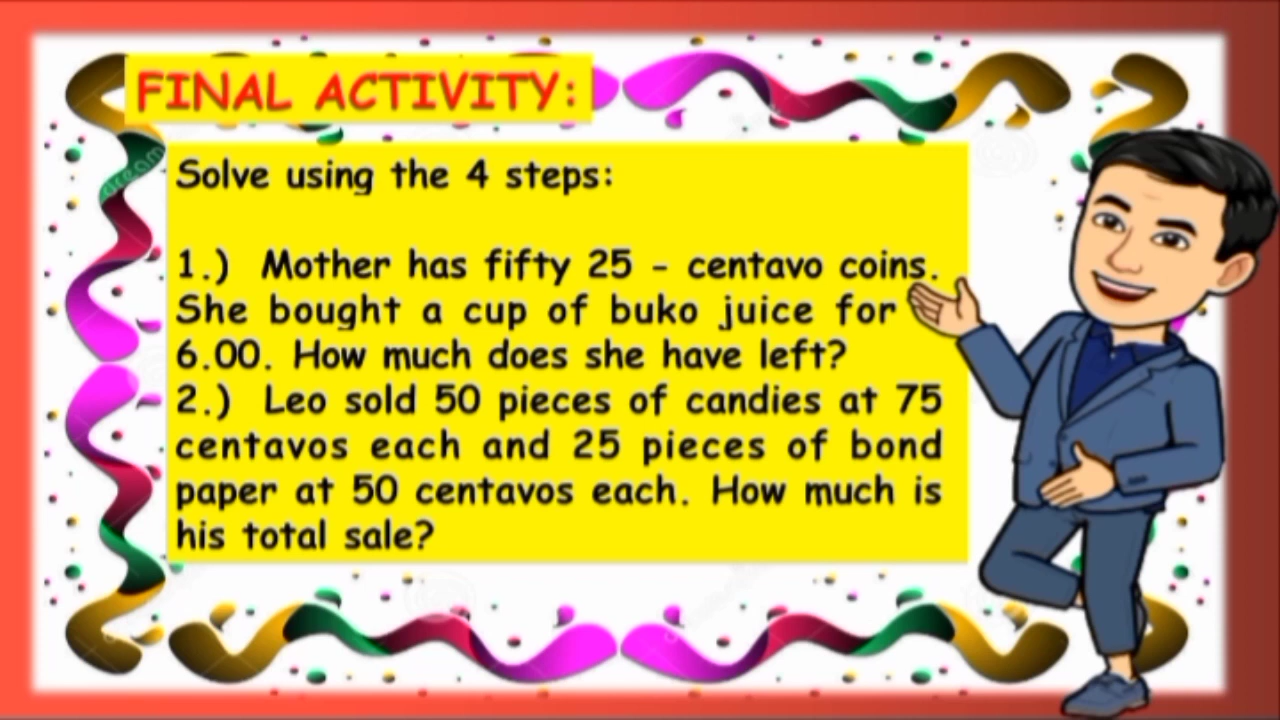 FINAL ACTIVITY:
Solve using the 4 steps:
1.) Mother has fifty 25 - centavo coins.
She bought a cup of buko juice for
6.00. How much does she have left?
2.) Leo sold 50 pieces of candies at 75
centavos each and 25 pieces of bond
paper at 50 centavos each. How much is
his total sale?